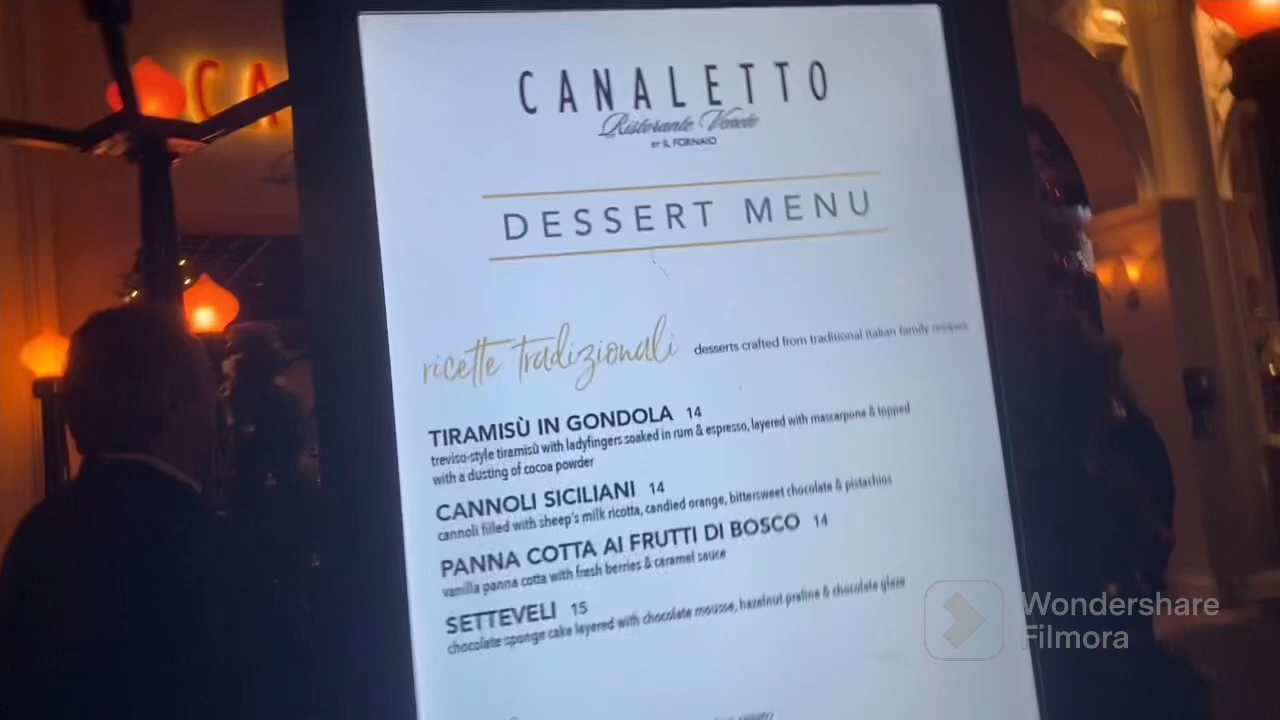 CA
CANALETTO
Ristorante Veneto
BY IL FORNAIO
DESSERT MENU
ricette tradizionali desserts crafted from traditional italian family recipes
TIRAMISÙ IN GONDOLA 14
treviso-style tiramisù with ladyfingers soaked in rum & espresso, layered with mascarpone & topped
with a dusting of cocoa powder
CANNOLI SICILIANI 14
cannoli filled with sheep's milk ricotta, candied orange, bittersweet chocolate & pistachios
PANNA COTTA AI FRUTTI DI BOSCO 14
vanilla panna cotta with fresh berries & caramel sauce
SETTEVELI 15
chocolate sponge cake layered with chocolate mousse, hazelnut praline & chocolate glaze
Wondershare
Filmora